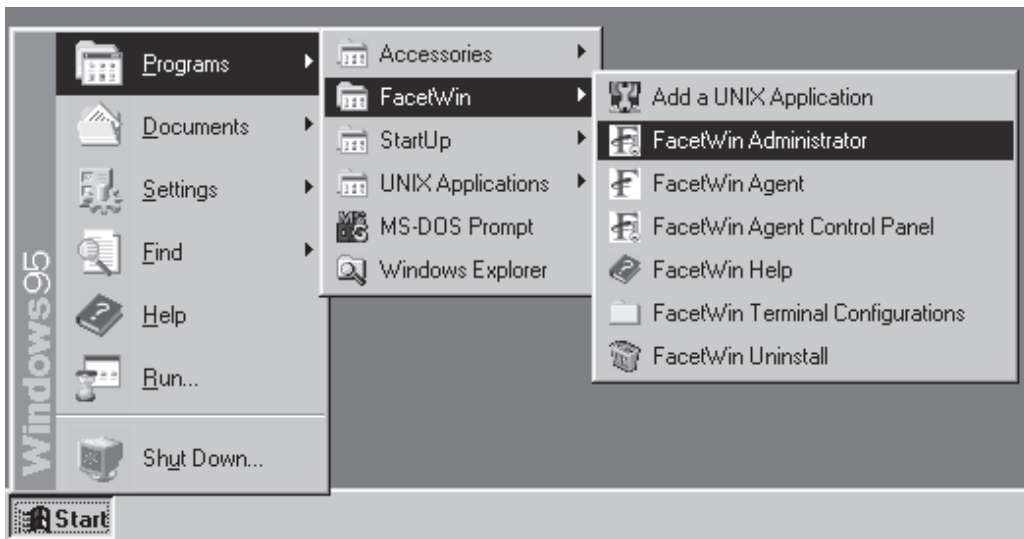 Programs
Documents
Settings
Find
Help
Run...
Shut Down...
Windows95
Start
Accessories
FacetWin
StartUp
UNIX Applications
MS-DOS Prompt
Windows Explorer
Add a UNIX Application
FacetWin Administrator
FacetWin Agent
FacetWin Agent Control Panel
FacetWin Help
FacetWin Terminal Configurations
FacetWin Uninstall